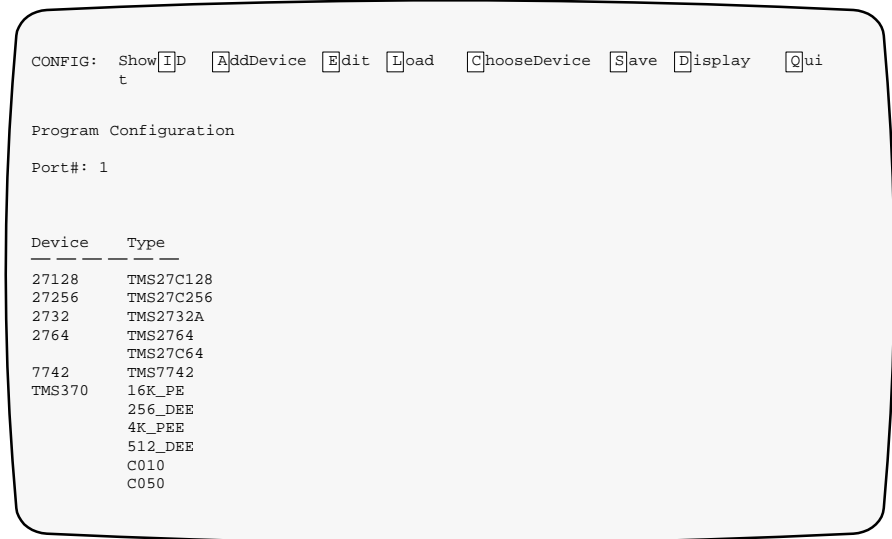 CONFIG: ShowID AddDevice Edit Load ChooseDevice Save Display Qui
t
Program Configuration
Port#: 1
Device Type
27128 TMS27C128
27256 TMS27C256
2732 TMS2732A
2764 TMS2764
TMS27C64
7742 TMS7742
TMS370 16K_PE
256_DEE
4K_PEE
512_DEE
C010
C050